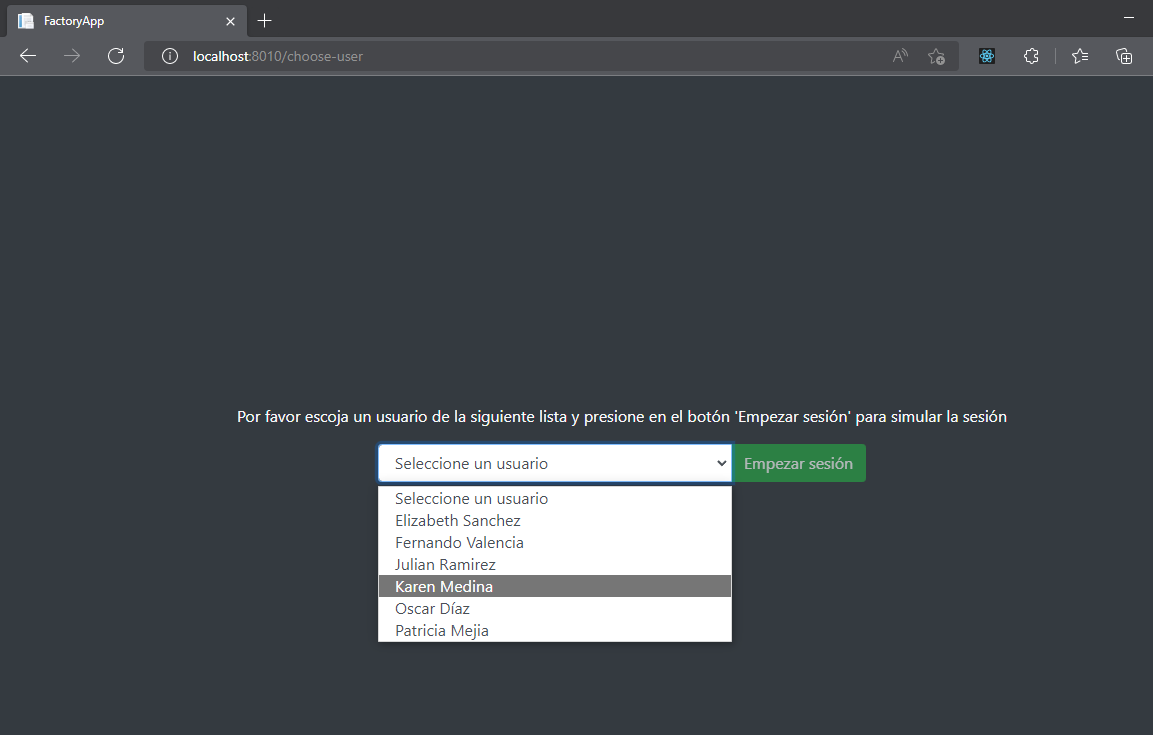 FactoryApp
localhost:8010/choose-user
Por favor escoja un usuario de la siguiente lista y presione en el botón 'Empezar sesión' para simular la sesión
Seleccione un usuario
Empezar sesión
Seleccione un usuario
Elizabeth Sanchez
Fernando Valencia
Julian Ramirez
Karen Medina
Oscar Díaz
Patricia Mejia